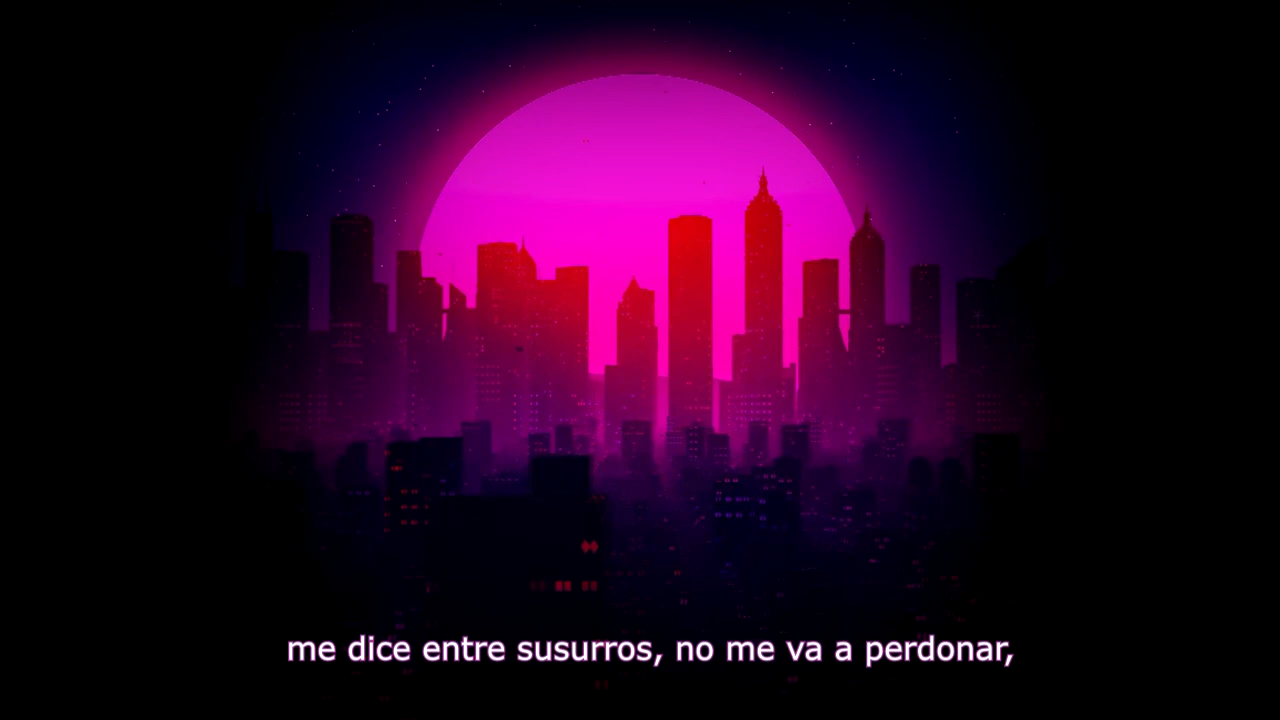 me dice entre susurros, no me va a perdonar,